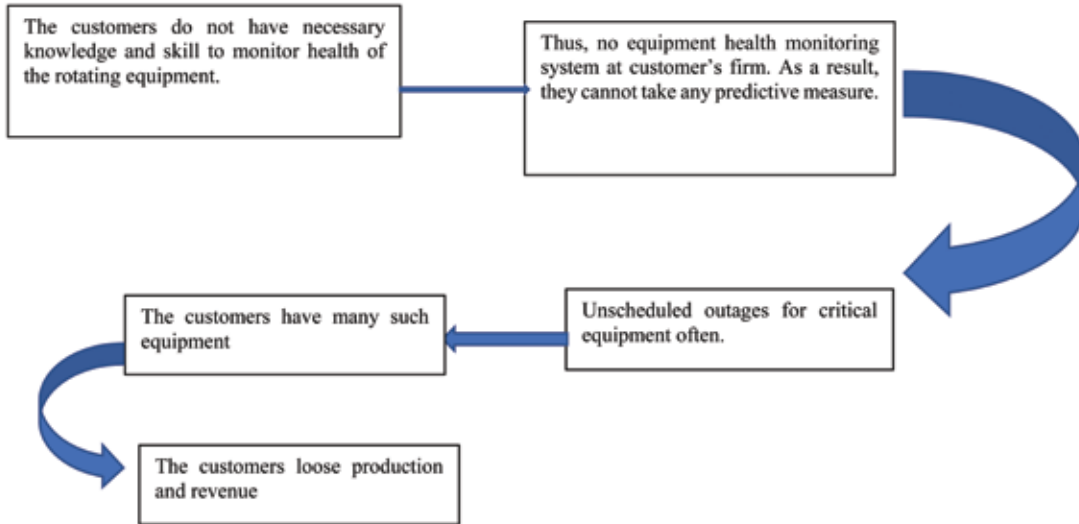 The customers do not have necessary
knowledge and skill to monitor health of
the rotating equipment.
Thus, no equipment health monitoring
system at customer's firm. As a result,
they cannot take any predictive measure.
Unscheduled outages for critical
equipment often.
The customers have many such
equipment
The customers loose production
and revenue